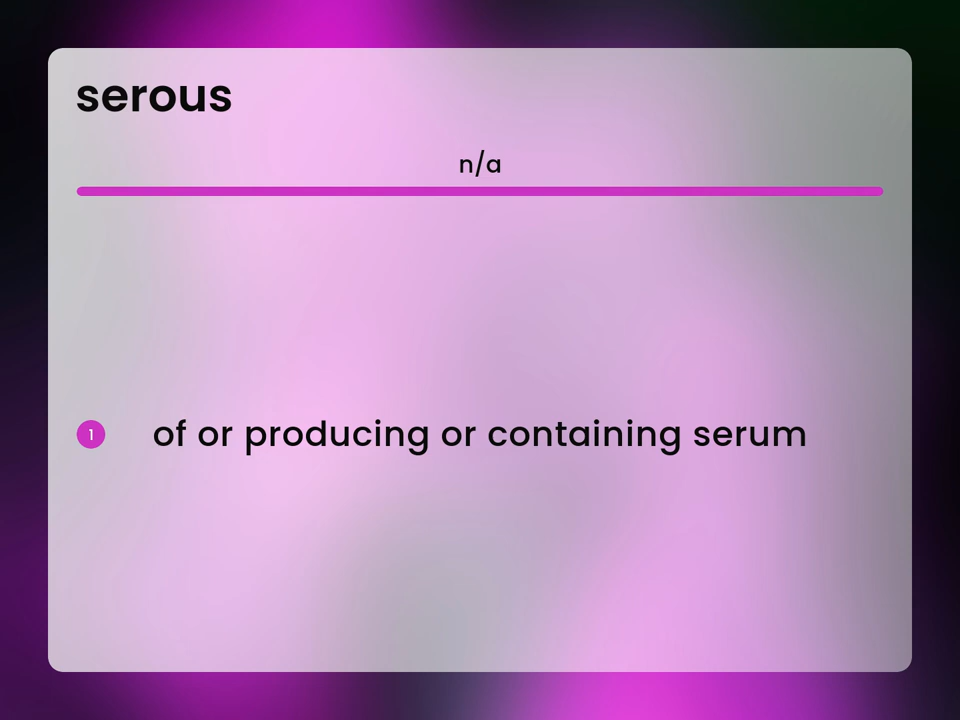 serous
n/a
1 of or producing or containing serum